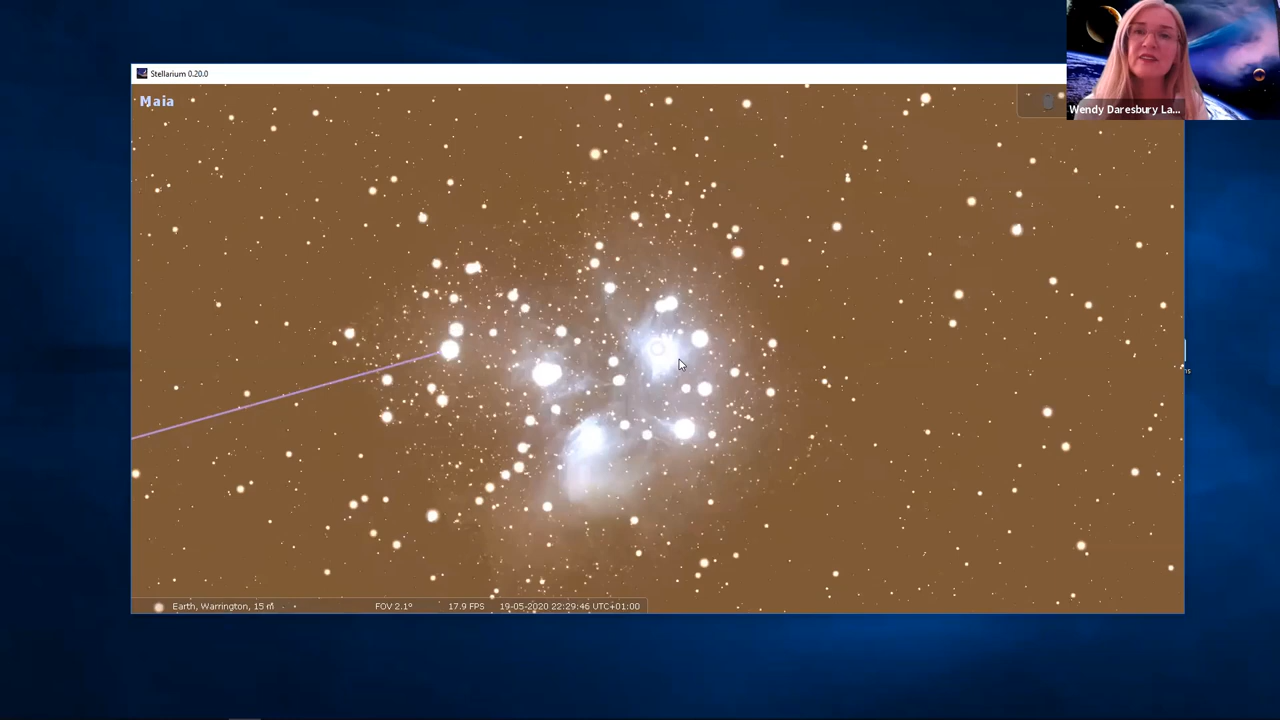 Stellarium 0.20.0
Maia
Wendy Daresbury La...
ns
Earth, Warrington, 15 m
FOV 2.1°
17.9 FPS
19-05-2020 22:29:46 UTC+01:00